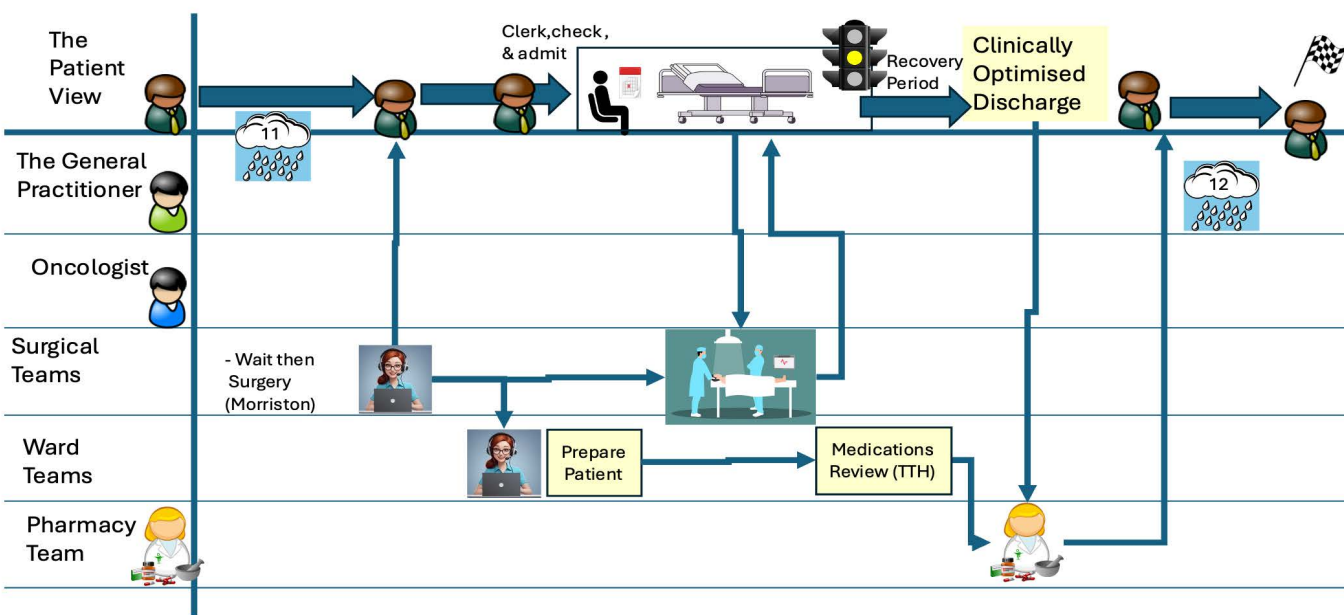 The
Patient
View
11
Clerk,check,
& admit
Recovery
Period
Clinically
Optimised
Discharge
The General
Practitioner
12
Oncologist
Surgical
Teams
- Wait then
Surgery
(Morriston)
Ward
Teams
Prepare
Patient
Medications
Review (TTH)
Pharmacy
Team